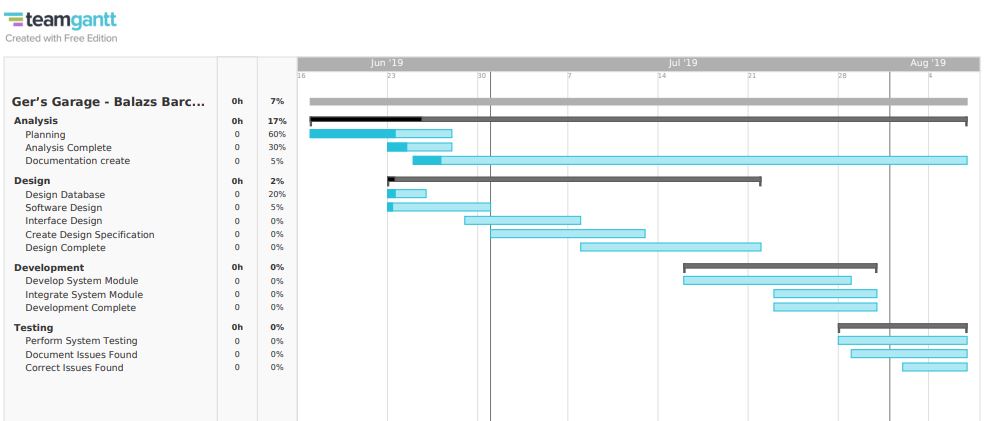 teamgantt
Created with Free Edition
Jun '19 Jul '19 Aug '19
16 23 30 7 14 21 28 4
Ger's Garage - Balazs Barc... 0h 7%
Analysis 0h 17%
Planning 0 60%
Analysis Complete 0 30%
Documentation create 0 5%
Design 0h 2%
Design Database 0 20%
Software Design 0 5%
Interface Design 0 0%
Create Design Specification 0 0%
Design Complete 0 0%
Development 0h 0%
Develop System Module 0 0%
Integrate System Module 0 0%
Development Complete 0 0%
Testing 0h 0%
Perform System Testing 0 0%
Document Issues Found 0 0%
Correct Issues Found 0 0%